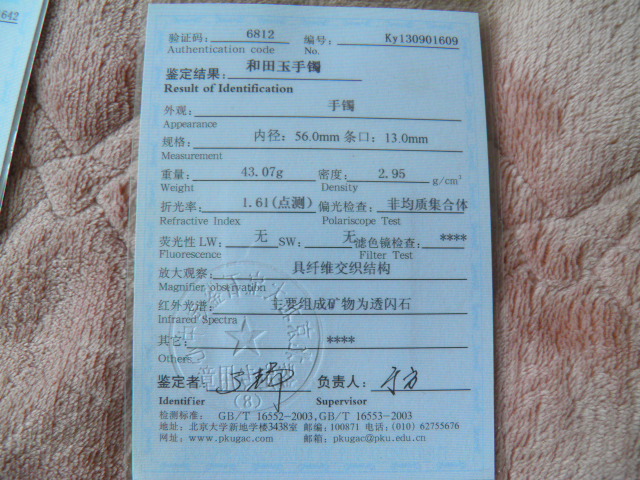 642
验证码: 6812 编号: Ky130901609
Authentication code No.
鉴定结果: 和田玉手镯
Result of Identification
外观: 手镯
Appearance
规格: 内径: 56.0mm 条口: 13.0mm
Measurement
重量: 43.07g 密度: 2.95 g/cm³
Weight Density
折光率: 1.61(点测) 偏光检查: 非均质集合体
Refractive Index Polariscope Test
荧光性 LW: 无 SW: 无 滤色镜检查: ****
Fluorescence Filter Test
放大观察: 具纤维交织结构
Magnifier observation
红外光谱: 主要组成矿物为透闪石
Infrared Spectra
其它: ****
Others
鉴定者: 负责人:
Identifier Supervisor
(8)
检测标准: GB/T 16552-2003,GB/T 16553-2003
地址: 北京大学新地学楼3438室 邮编: 100871 电话: (010) 62755676
网址: www.pkugac.com 邮箱: pkugac@pku.edu.cn